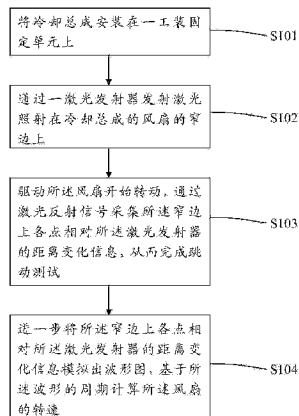 将冷却总成安装在一工装固
定单元上
S101
通过一激光发射器发射激光
照射在冷却总成的风扇的窄
边上
S102
驱动所述风扇开始转动，通过
激光反射信号采集所述窄边
上各点相对所述激光发射器
的距离变化信息，从而完成跳
动测试
S103
进一步将所述窄边上各点相
对所述激光发射器的距离变
化信息模拟出波形图，基于所
述波形的周期计算所述风扇
的转速
S104